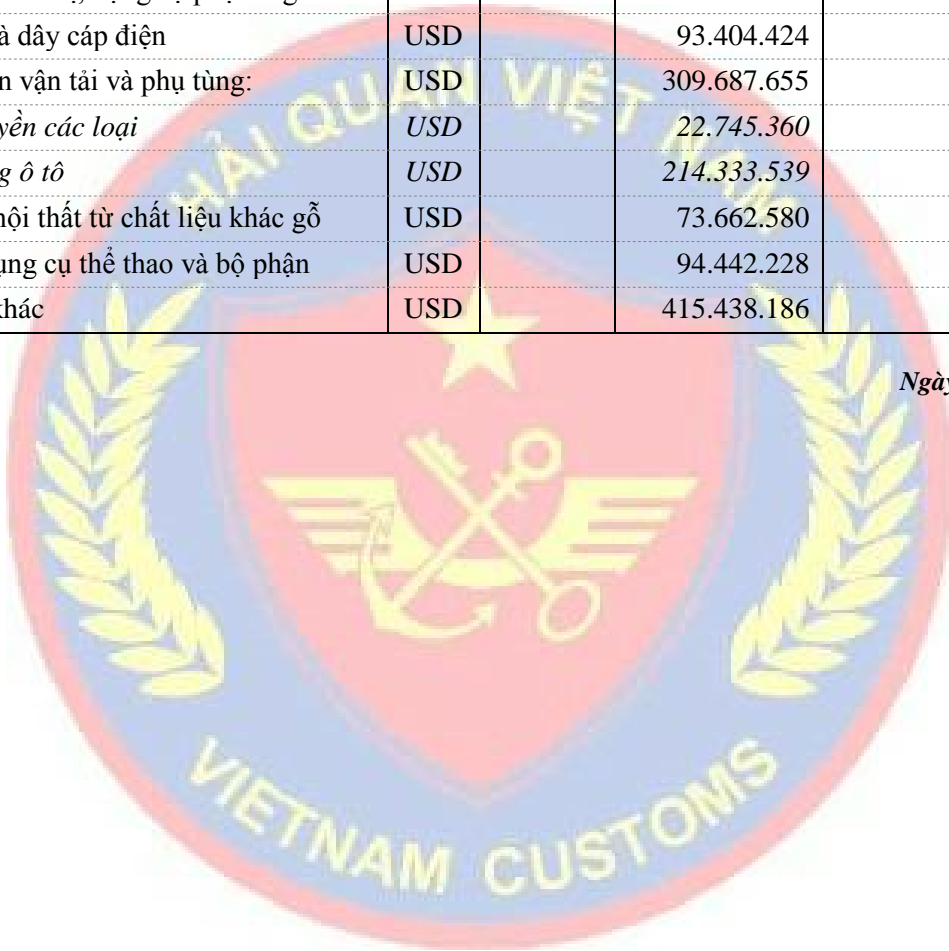 à dây cáp điện USD 93.404.424
n vận tải và phụ tùng: USD 309.687.655
yền các loại USD 22.745.360
g ô tô USD 214.333.539
nội thất từ chất liệu khác gỗ USD 73.662.580
ụng cụ thể thao và bộ phận USD 94.442.228
khác USD 415.438.186
Ngày
HẢI QUAN VIỆT NAM
VIETNAM CUSTOMS